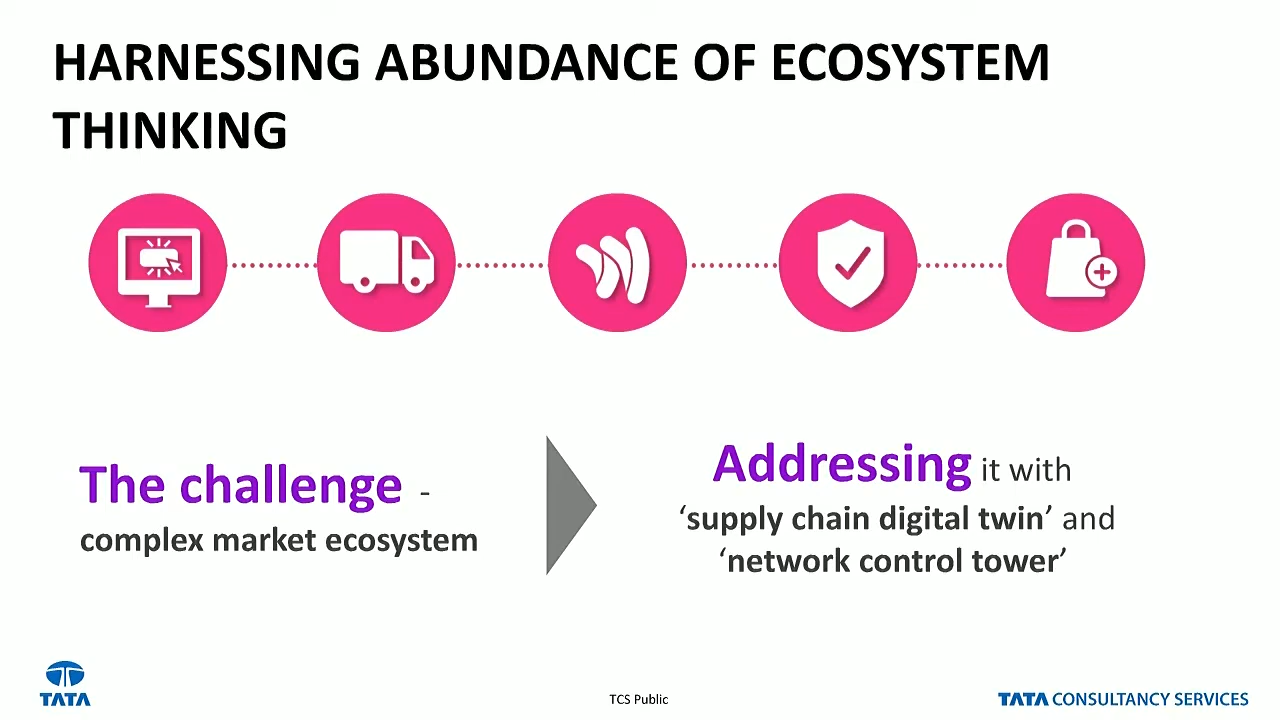 HARNESSING ABUNDANCE OF ECOSYSTEM
THINKING
The challenge -
complex market ecosystem
Addressing it with
‘supply chain digital twin’ and
‘network control tower’
TATA
TCS Public
TATA CONSULTANCY SERVICES